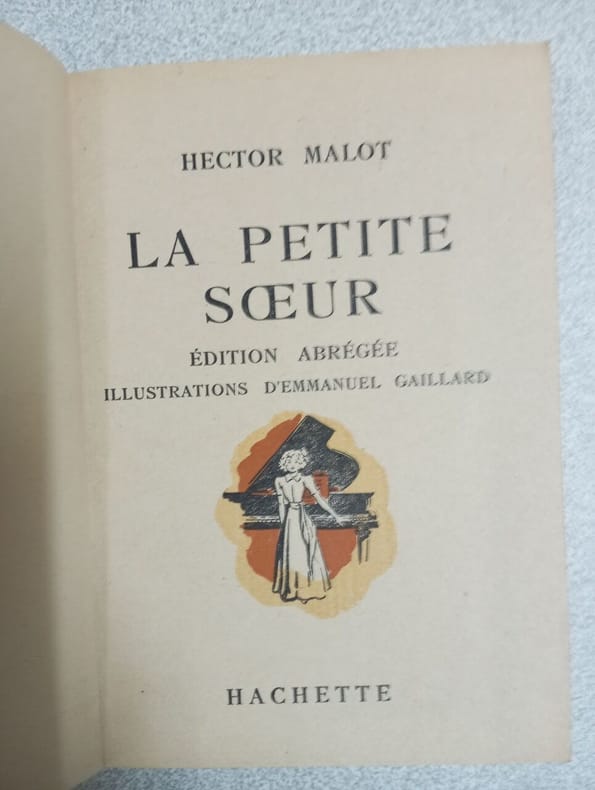 HECTOR MALOT
LA PETITE
SŒUR
ÉDITION ABRÉGÉE
ILLUSTRATIONS D'EMMANUEL GAILLARD
HACHETTE